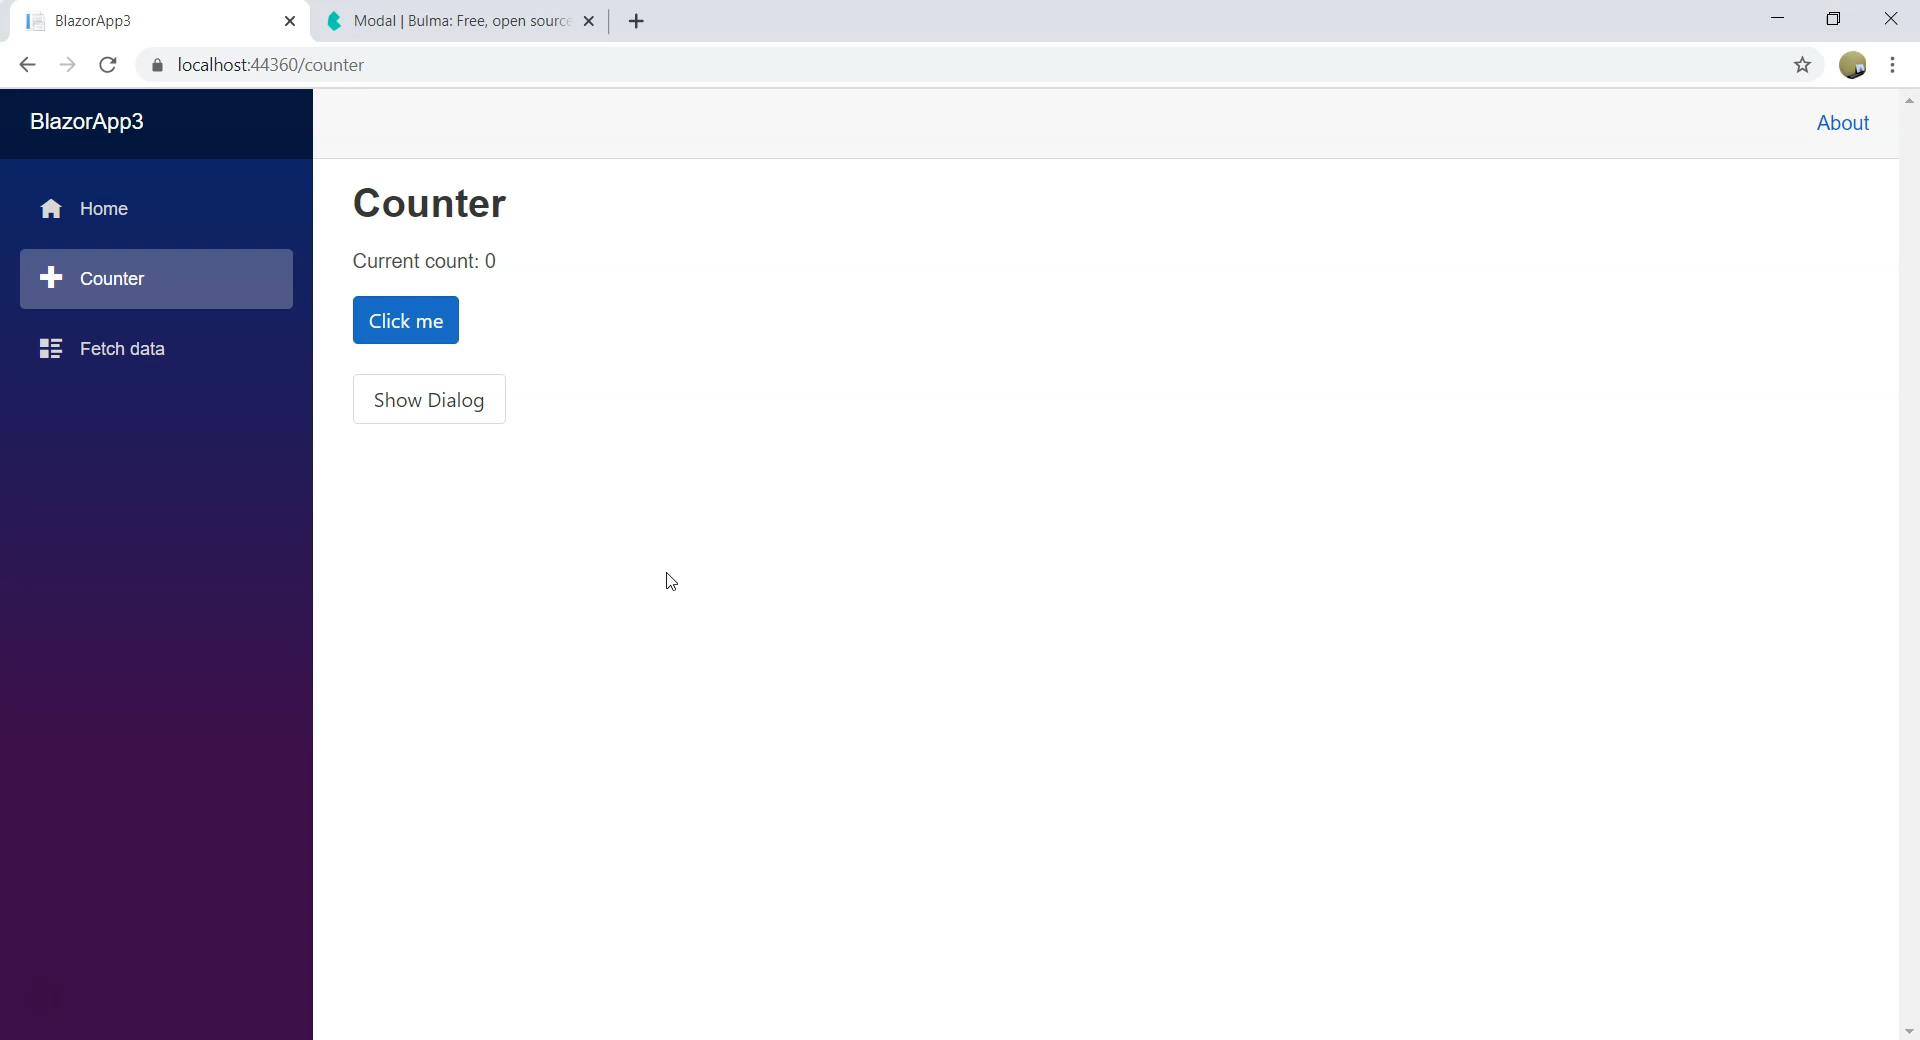 BlazorApp3
Modal | Bulma: Free, open source
localhost:44360/counter
BlazorApp3
About
Home
Counter
Fetch data
Counter
Current count: 0
Click me
Show Dialog